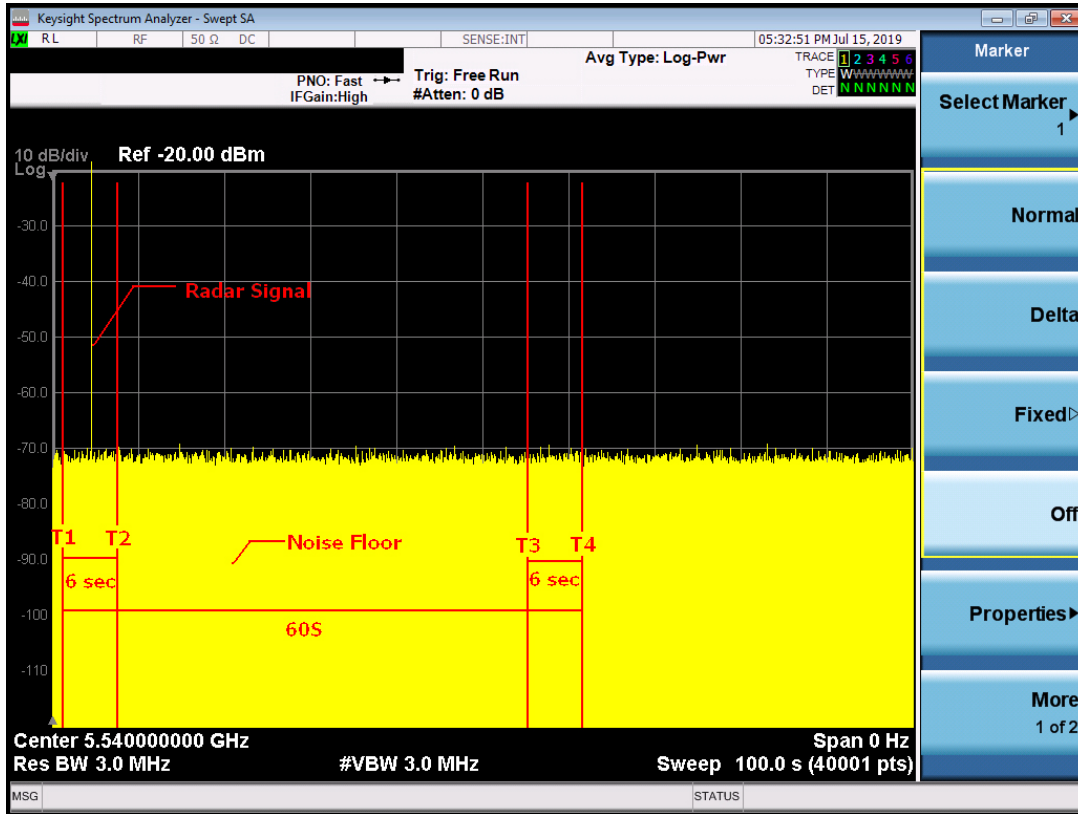 Keysight Spectrum Analyzer - Swept SA
LXI RL RF 50 Ω DC SENSE:INT 05:32:51 PM Jul 15, 2019
Avg Type: Log-Pwr TRACE 1 2 3 4 5 6
PNO: Fast Trig: Free Run TYPE WWWWWWW
IFGain:High #Atten: 0 dB DET N N N N N N
10 dB/div Ref -20.00 dBm
Log
-30.0
-40.0
Radar Signal
-50.0
-60.0
-70.0
-80.0
T1 T2 Noise Floor T3 T4
-90.0
6 sec 6 sec
-100
60S
-110
Center 5.540000000 GHz Span 0 Hz
Res BW 3.0 MHz #VBW 3.0 MHz Sweep 100.0 s (40001 pts)
MSG STATUS
Marker
Select Marker
1
Normal
Delta
Fixed
Off
Properties
More
1 of 2